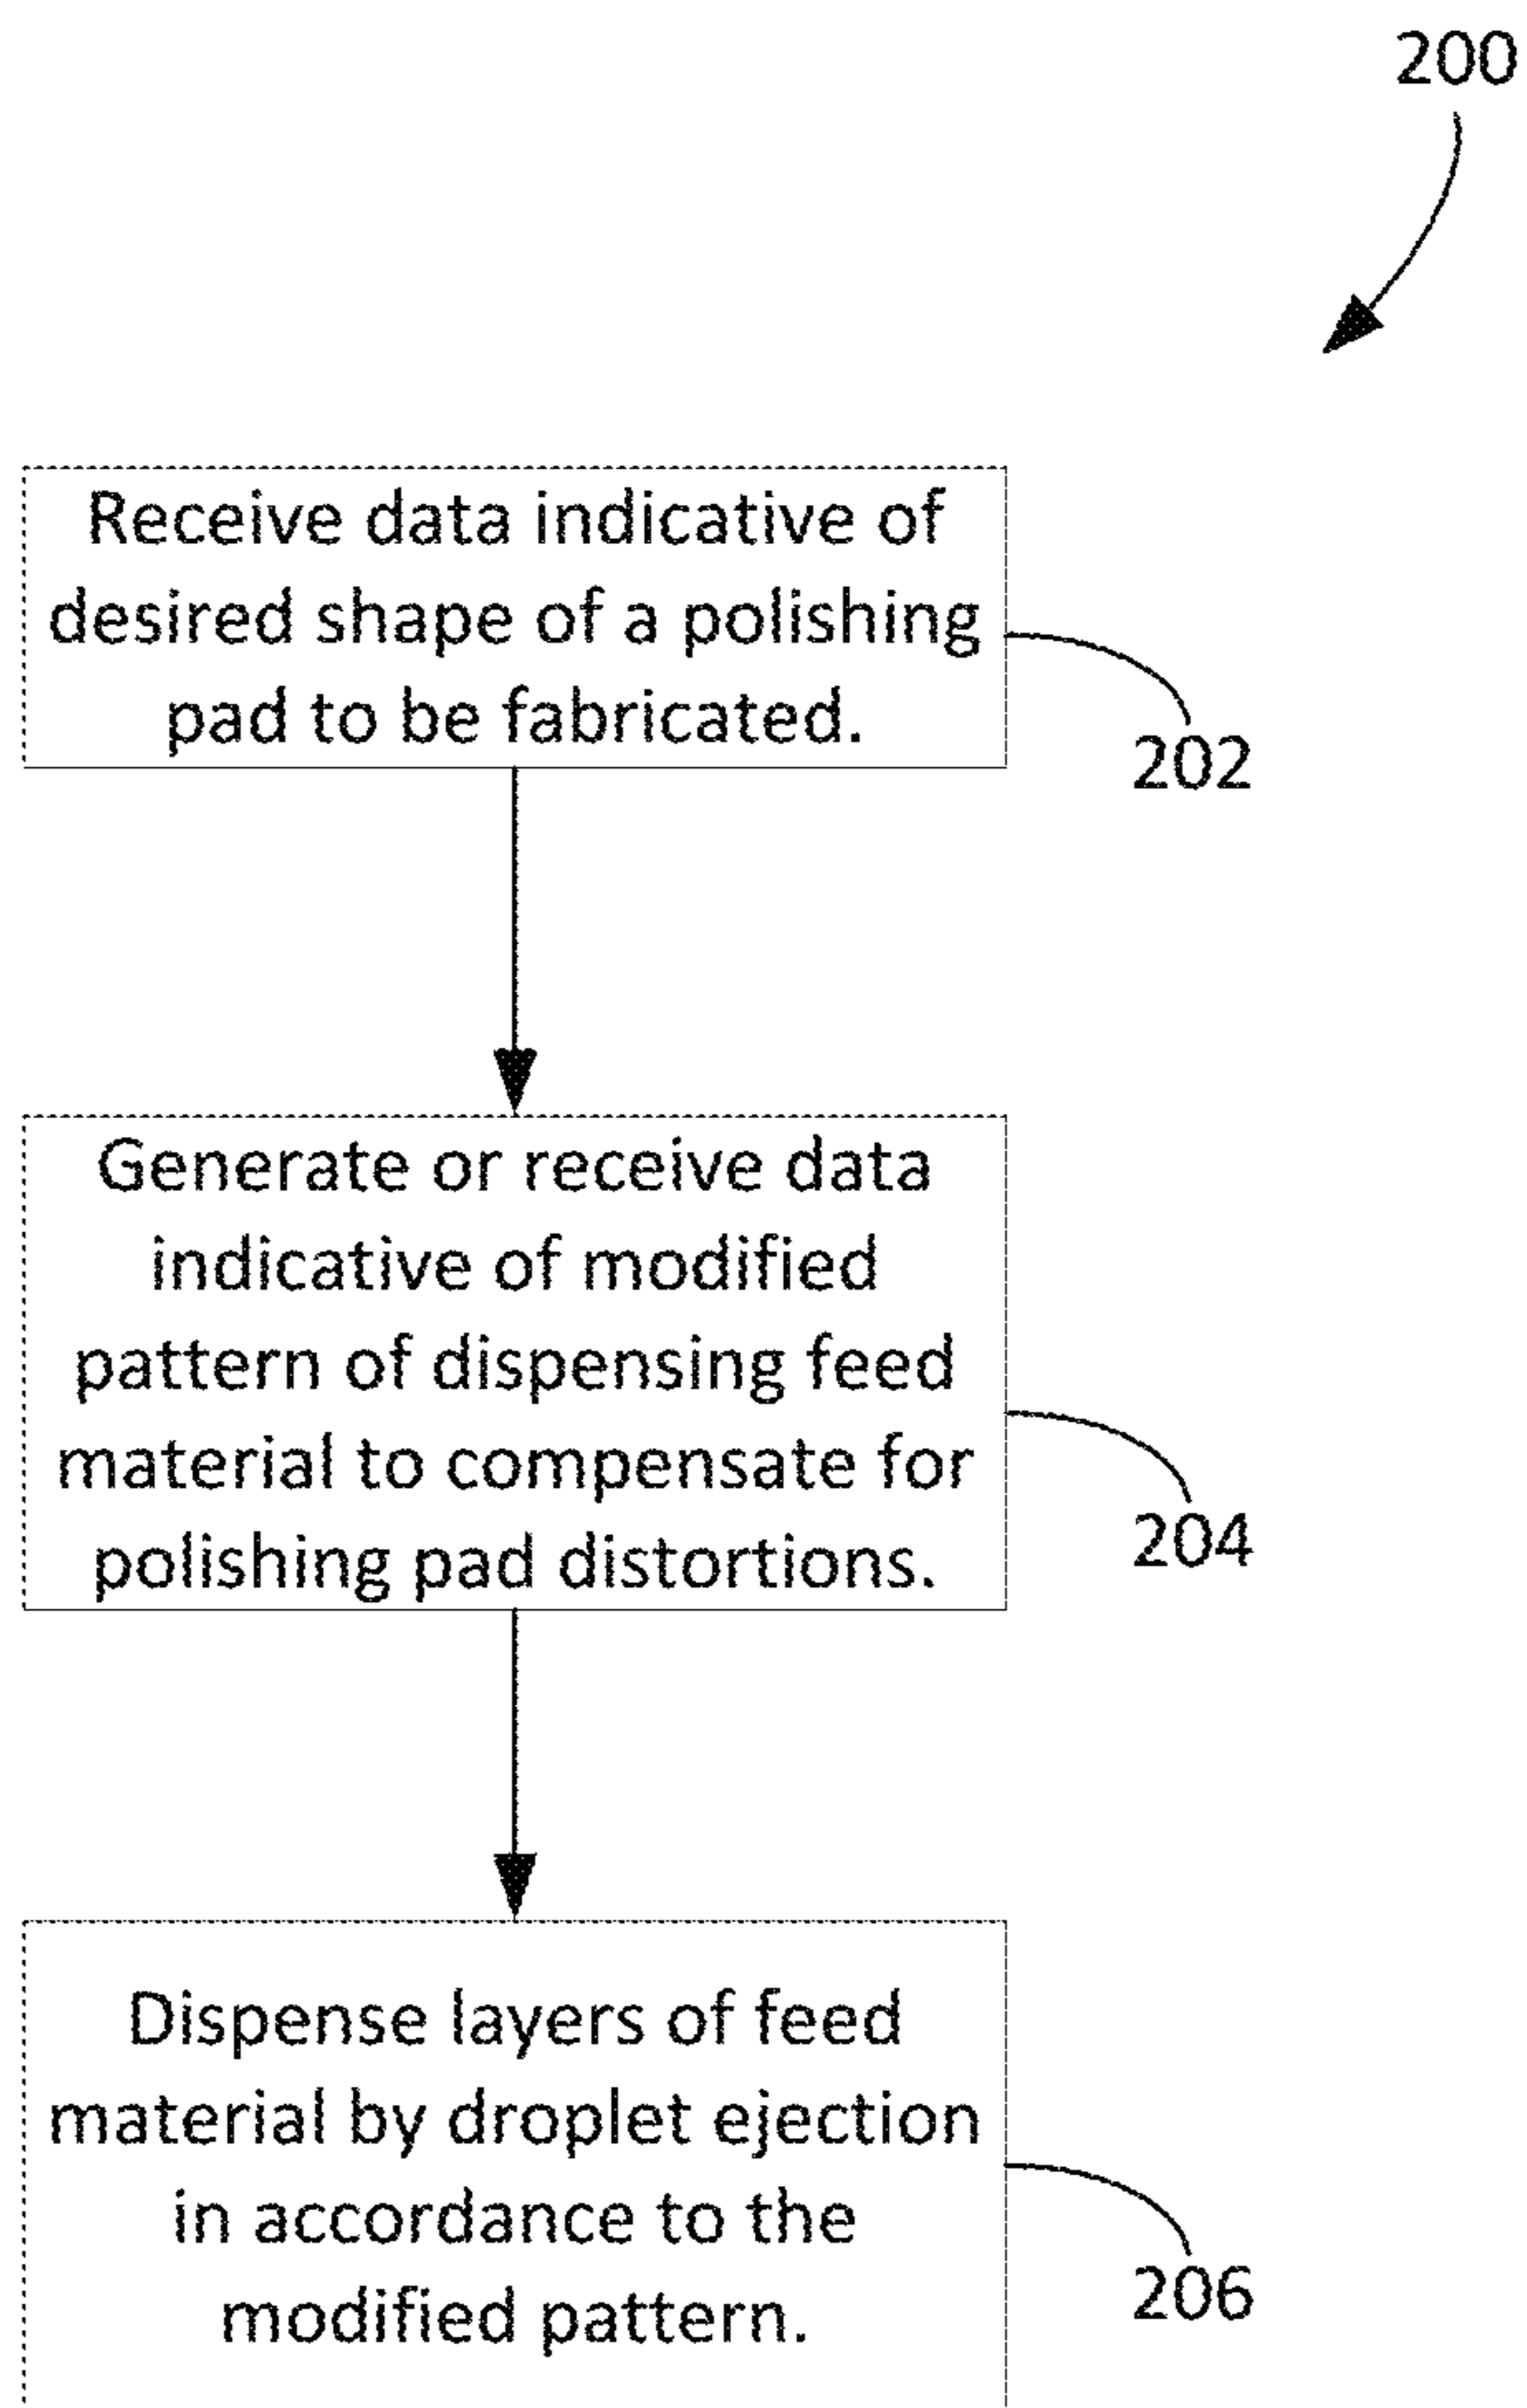 200
Receive data indicative of
desired shape of a polishing
pad to be fabricated.
202
Generate or receive data
indicative of modified
pattern of dispensing feed
material to compensate for
polishing pad distortions.
204
Dispense layers of feed
material by droplet ejection
in accordance to the
modified pattern.
206